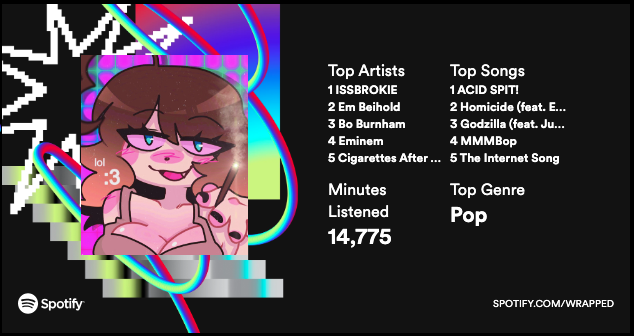 lol
:3
Top Artists
1 ISSBROKIE
2 Em Beihold
3 Bo Burnham
4 Eminem
5 Cigarettes After ...
Top Songs
1 ACID SPIT!
2 Homicide (feat. E...
3 Godzilla (feat. Ju...
4 MMMBop
5 The Internet Song
Minutes
Listened
14,775
Top Genre
Pop
Spotify
SPOTIFY.COM/WRAPPED